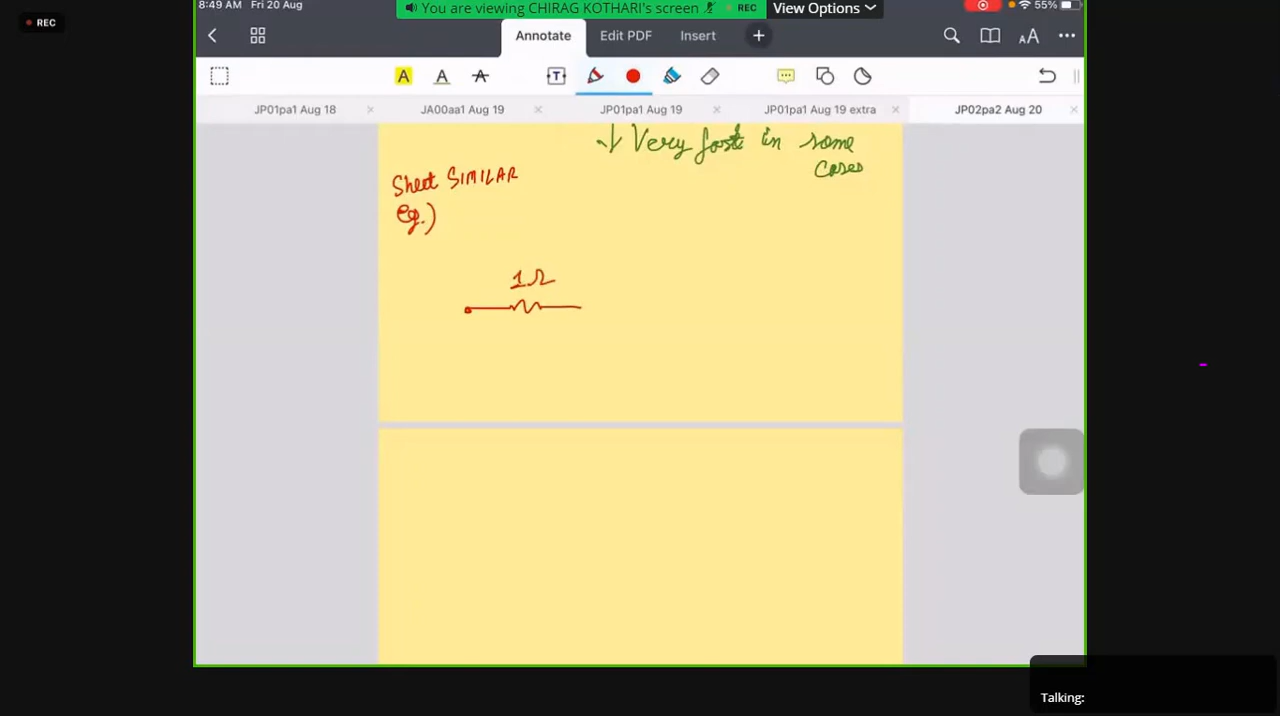 8:49 AM Fri 20 Aug
You are viewing CHIRAG KOTHARI's screen REC
View Options
55%
REC
Annotate Edit PDF Insert +
AA
A A A T
JP01pa1 Aug 18 × JA00aa1 Aug 19 × JP01pa1 Aug 19 × JP01pa1 Aug 19 extra × JP02pa2 Aug 20 ×
Very fast in some
cases
Sheet SIMILAR
eg.)
1Ω
Talking: